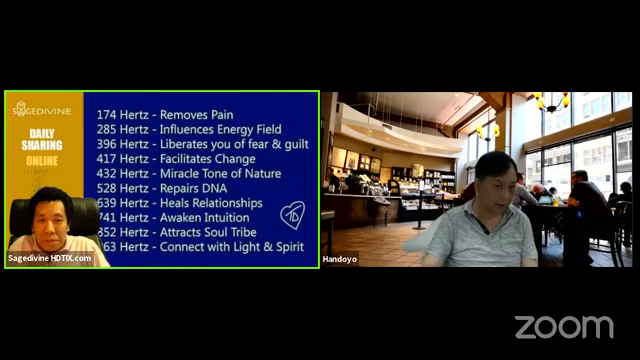 SAGEDIVINE
DAILY
SHARING
ONLINE
174 Hertz - Removes Pain
285 Hertz - Influences Energy Field
396 Hertz - Liberates you of fear & guilt
417 Hertz - Facilitates Change
432 Hertz - Miracle Tone of Nature
528 Hertz - Repairs DNA
639 Hertz - Heals Relationships
741 Hertz - Awaken Intuition
852 Hertz - Attracts Soul Tribe
63 Hertz - Connect with Light & Spirit
Sagedivine HDTIX.com
Handoyo
zoom